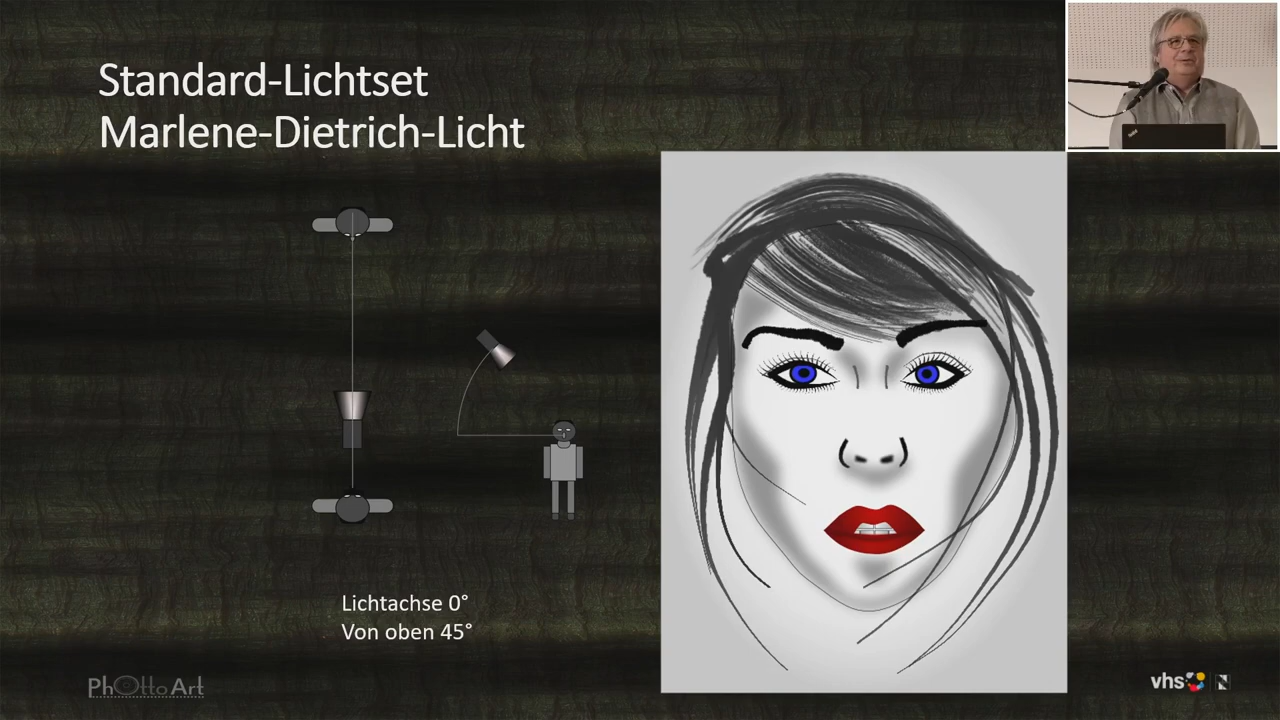 Standard-Lichtset
Marlene-Dietrich-Licht
Lichtachse 0°
Von oben 45°
PhOttoArt
vhs